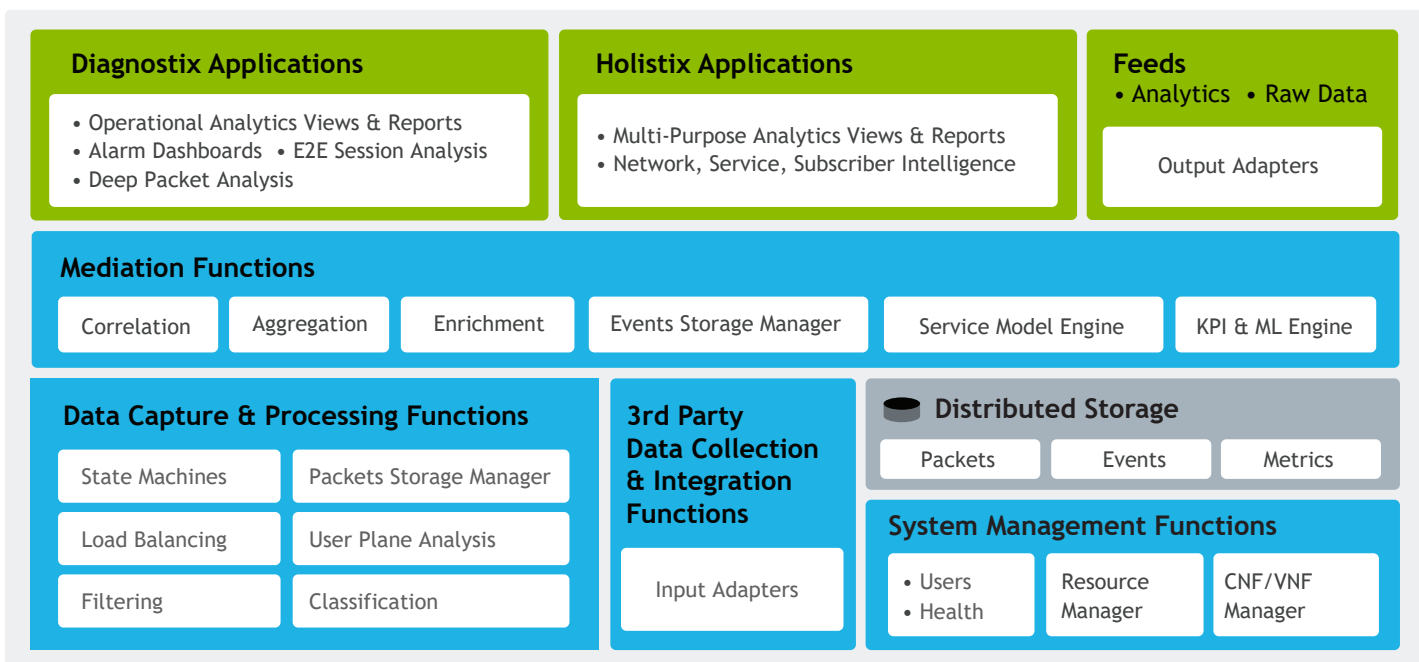 Diagnostix Applications
• Operational Analytics Views & Reports
• Alarm Dashboards • E2E Session Analysis
• Deep Packet Analysis
Holistix Applications
• Multi-Purpose Analytics Views & Reports
• Network, Service, Subscriber Intelligence
Feeds
• Analytics • Raw Data
Output Adapters
Mediation Functions
Correlation
Aggregation
Enrichment
Events Storage Manager
Service Model Engine
KPI & ML Engine
Data Capture & Processing Functions
State Machines
Packets Storage Manager
Load Balancing
User Plane Analysis
Filtering
Classification
3rd Party
Data Collection
& Integration
Functions
Input Adapters
Distributed Storage
Packets
Events
Metrics
System Management Functions
• Users
• Health
Resource
Manager
CNF/VNF
Manager